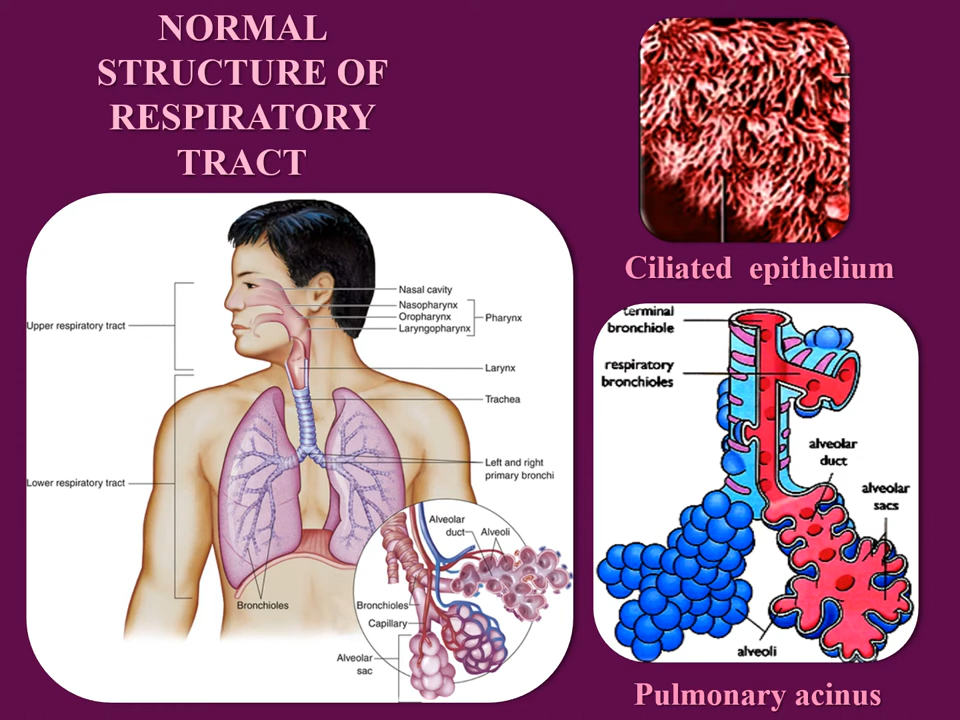 NORMAL
STRUCTURE OF
RESPIRATORY
TRACT
Ciliated epithelium
Upper respiratory tract
Lower respiratory tract
Nasal cavity
Nasopharynx
Oropharynx
Laryngopharynx
Pharynx
Larynx
Trachea
Left and right
primary bronchi
Bronchioles
Alveolar
duct
Alveoli
Bronchioles
Capillary
Alveolar
sac
terminal
bronchiole
respiratory
bronchioles
alveolar
duct
alveolar
sacs
alveoli
Pulmonary acinus